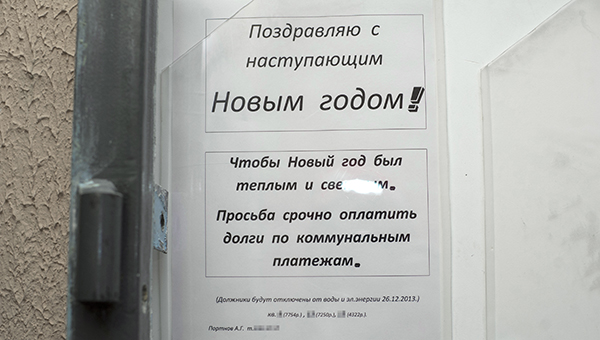 Поздравляю с
наступающим
Новым годом!
Чтобы Новый год был
теплым и
Просьба срочно оплатить
долги по коммунальным
платежам.
(Должники будут отключены от воды и эл.энергии 26.12.2013.)
кв. (7754р.) , (7250р.), (4322р.).
Портнов А.Г. т.